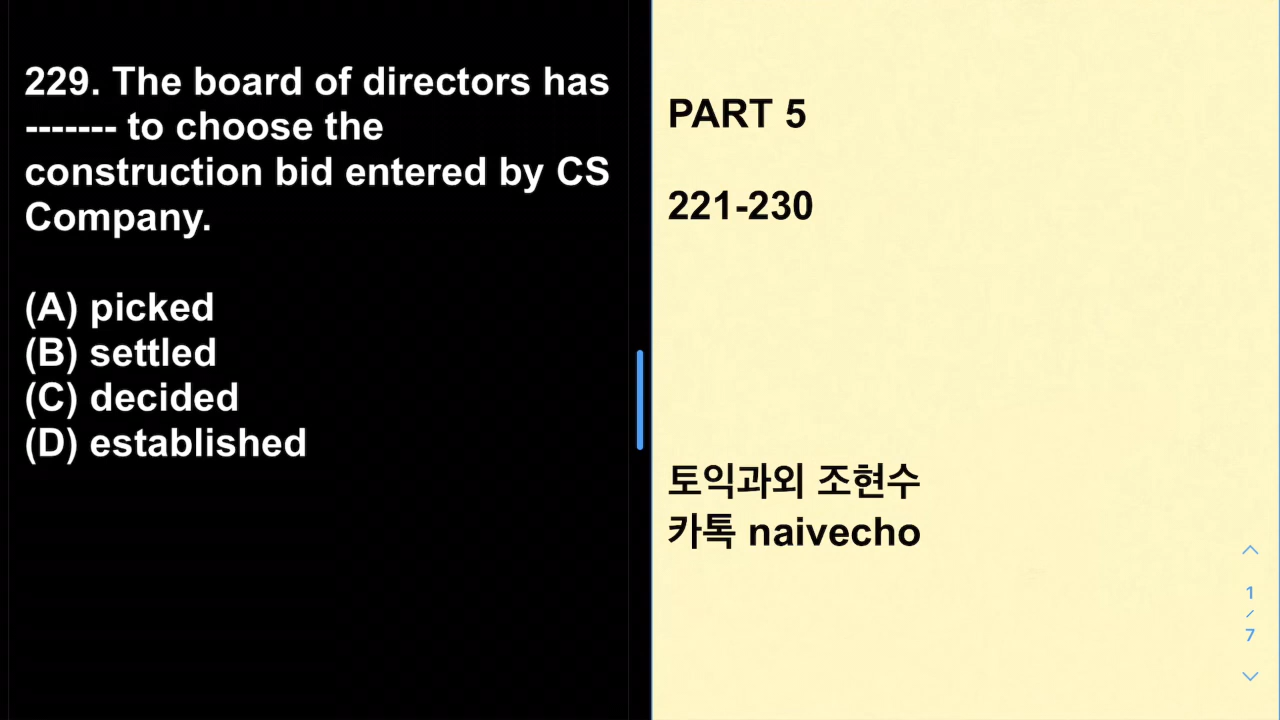 229. The board of directors has
------- to choose the
construction bid entered by CS
Company.
(A) picked
(B) settled
(C) decided
(D) established
PART 5
221-230
토익과외 조현수
카톡 naivecho
1
/
7